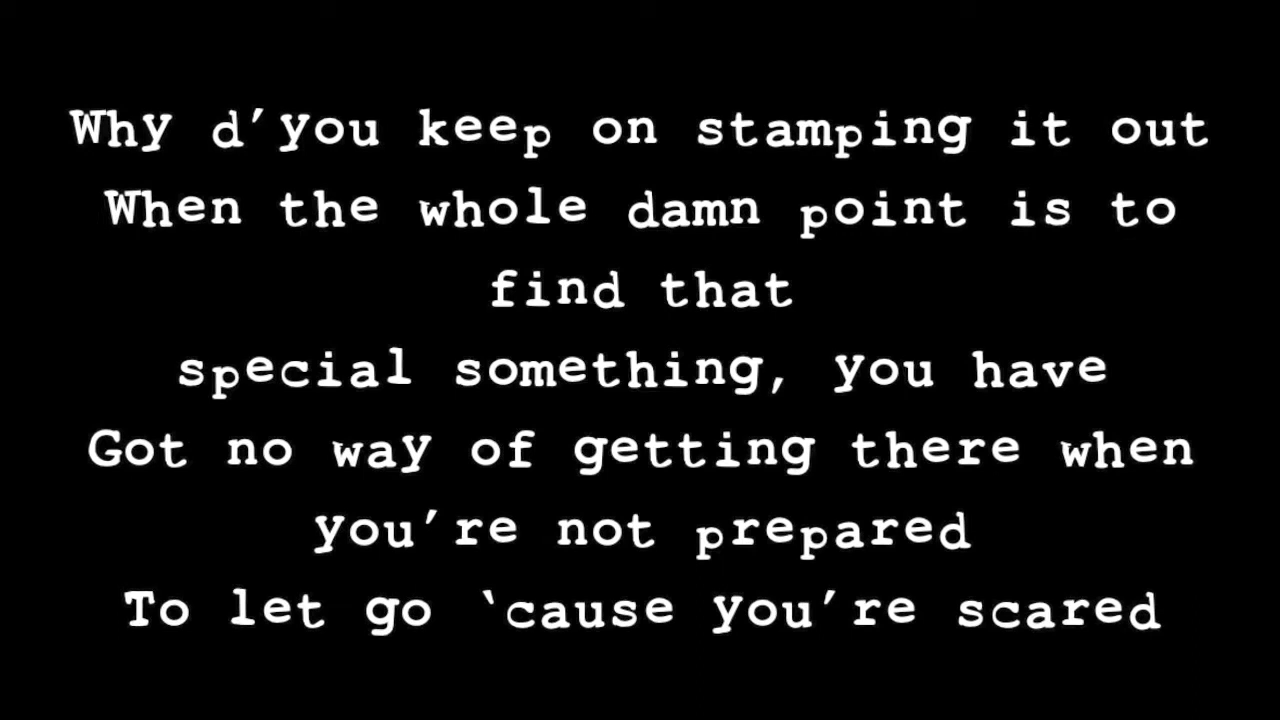 Why d'you keep on stamping it out
When the whole damn point is to
find that
special something, you have
Got no way of getting there when
you're not prepared
To let go ‘cause you're scared